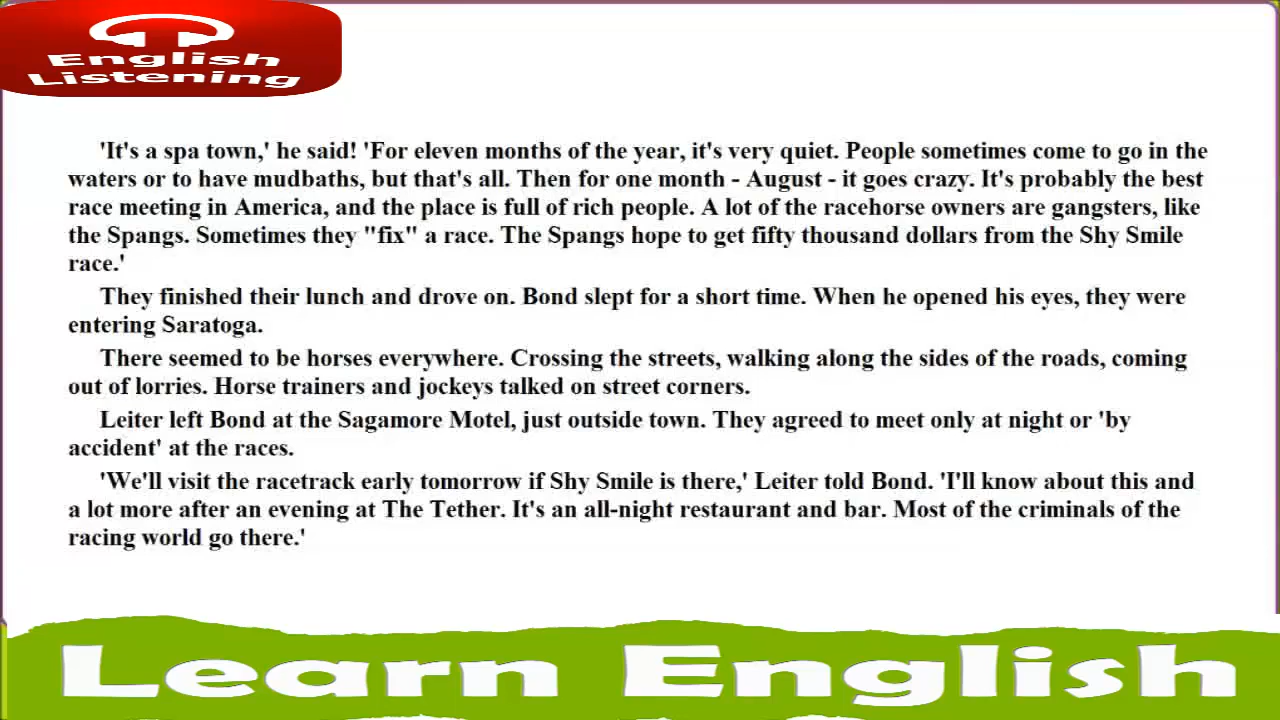 English
Listening
'It's a spa town,' he said! 'For eleven months of the year, it's very quiet. People sometimes come to go in the
waters or to have mudbaths, but that's all. Then for one month - August - it goes crazy. It's probably the best
race meeting in America, and the place is full of rich people. A lot of the racehorse owners are gangsters, like
the Spangs. Sometimes they "fix" a race. The Spangs hope to get fifty thousand dollars from the Shy Smile
race.'
They finished their lunch and drove on. Bond slept for a short time. When he opened his eyes, they were
entering Saratoga.
There seemed to be horses everywhere. Crossing the streets, walking along the sides of the roads, coming
out of lorries. Horse trainers and jockeys talked on street corners.
Leiter left Bond at the Sagamore Motel, just outside town. They agreed to meet only at night or 'by
accident' at the races.
'We'll visit the racetrack early tomorrow if Shy Smile is there,' Leiter told Bond. 'I'll know about this and
a lot more after an evening at The Tether. It's an all-night restaurant and bar. Most of the criminals of the
racing world go there.'
Learn English